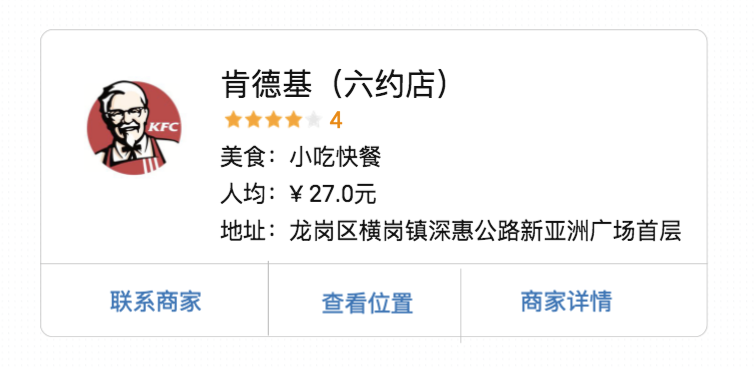 肯德基（六约店）
KFC
4
美食：小吃快餐
人均：¥ 27.0元
地址：龙岗区横岗镇深惠公路新亚洲广场首层
联系商家
查看位置
商家详情